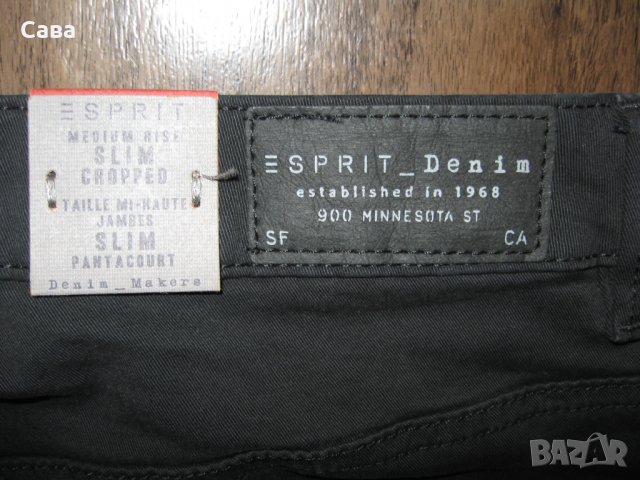 Сава
ESPRIT
MEDIUM RISE
SLIM
CROPPED
TAILLE MI-HAUTE
JAMBES
SLIM
PANTACOURT
Denim_Makers
ESPRIT_Denim
established in 1968
900 MINNESOTA ST
SF CA
BAZAR